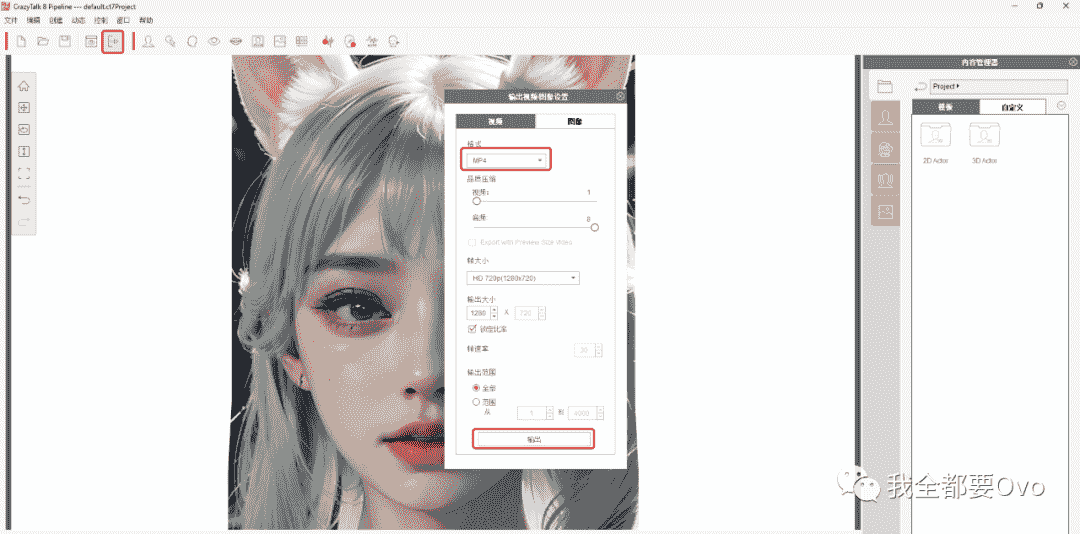 CrazyTalk 8 Pipeline --- default.ct7Project
文件 编辑 创建 动态 控制 窗口 帮助
内容管理器
Project
模板 自定义
2D Actor 3D Actor
输出视频/图像设置
视频 图像
格式
MP4
品质压缩
视频: 1
音频: 8
Export with Preview Size Video
帧大小
HD 720p(1280x720)
输出大小
1280 X 720
锁定比率
帧速率 30
输出范围
全部
范围
从 1 到 4000
输出
我全都要Ovo